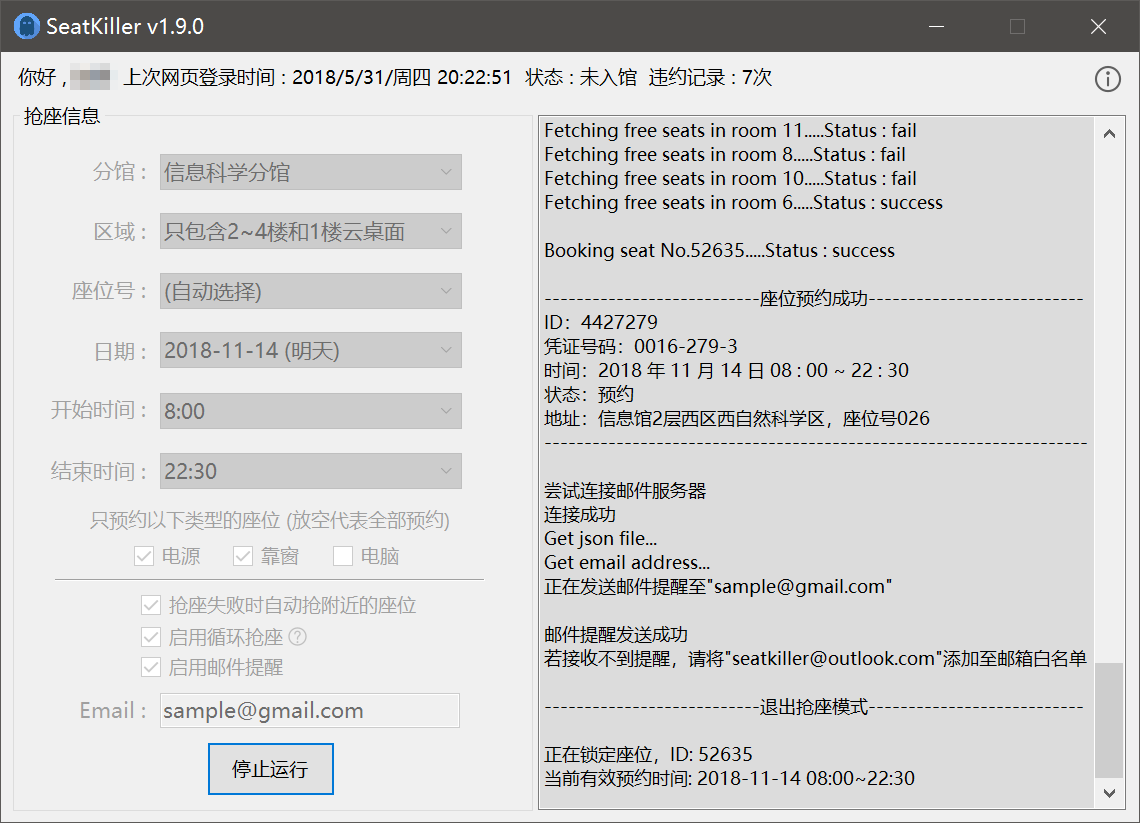 SeatKiller v1.9.0
你好 , 上次网页登录时间 : 2018/5/31/周四 20:22:51 状态 : 未入馆 违约记录 : 7次
抢座信息
分馆 : 信息科学分馆
区域 : 只包含2~4楼和1楼云桌面
座位号 : (自动选择)
日期 : 2018-11-14 (明天)
开始时间 : 8:00
结束时间 : 22:30
只预约以下类型的座位 (放空代表全部预约)
电源 靠窗 电脑
抢座失败时自动抢附近的座位
启用循环抢座 ?
启用邮件提醒
Email : sample@gmail.com
停止运行
Fetching free seats in room 11.....Status : fail
Fetching free seats in room 8.....Status : fail
Fetching free seats in room 10.....Status : fail
Fetching free seats in room 6.....Status : success
Booking seat No.52635.....Status : success
---------------------------座位预约成功---------------------------
ID：4427279
凭证号码：0016-279-3
时间：2018 年 11 月 14 日 08 : 00 ~ 22 : 30
状态：预约
地址：信息馆2层西区西自然科学区，座位号026
--------------------------------------------------------------------
尝试连接邮件服务器
连接成功
Get json file...
Get email address...
正在发送邮件提醒至"sample@gmail.com"
邮件提醒发送成功
若接收不到提醒，请将"seatkiller@outlook.com"添加至邮箱白名单
---------------------------退出抢座模式---------------------------
正在锁定座位，ID: 52635
当前有效预约时间: 2018-11-14 08:00~22:30